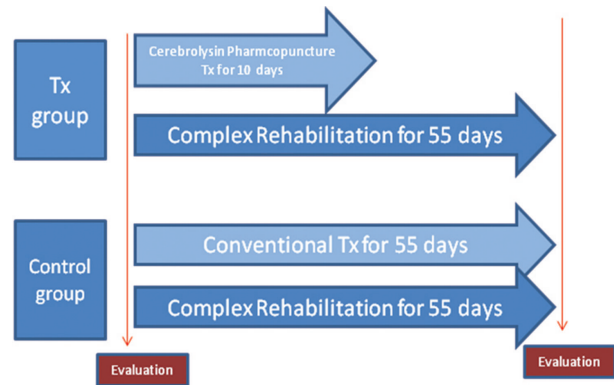 Tx
group
Cerebrolysin Pharmcopuncture
Tx for 10 days
Complex Rehabilitation for 55 days
Control
group
Conventional Tx for 55 days
Complex Rehabilitation for 55 days
Evaluation
Evaluation